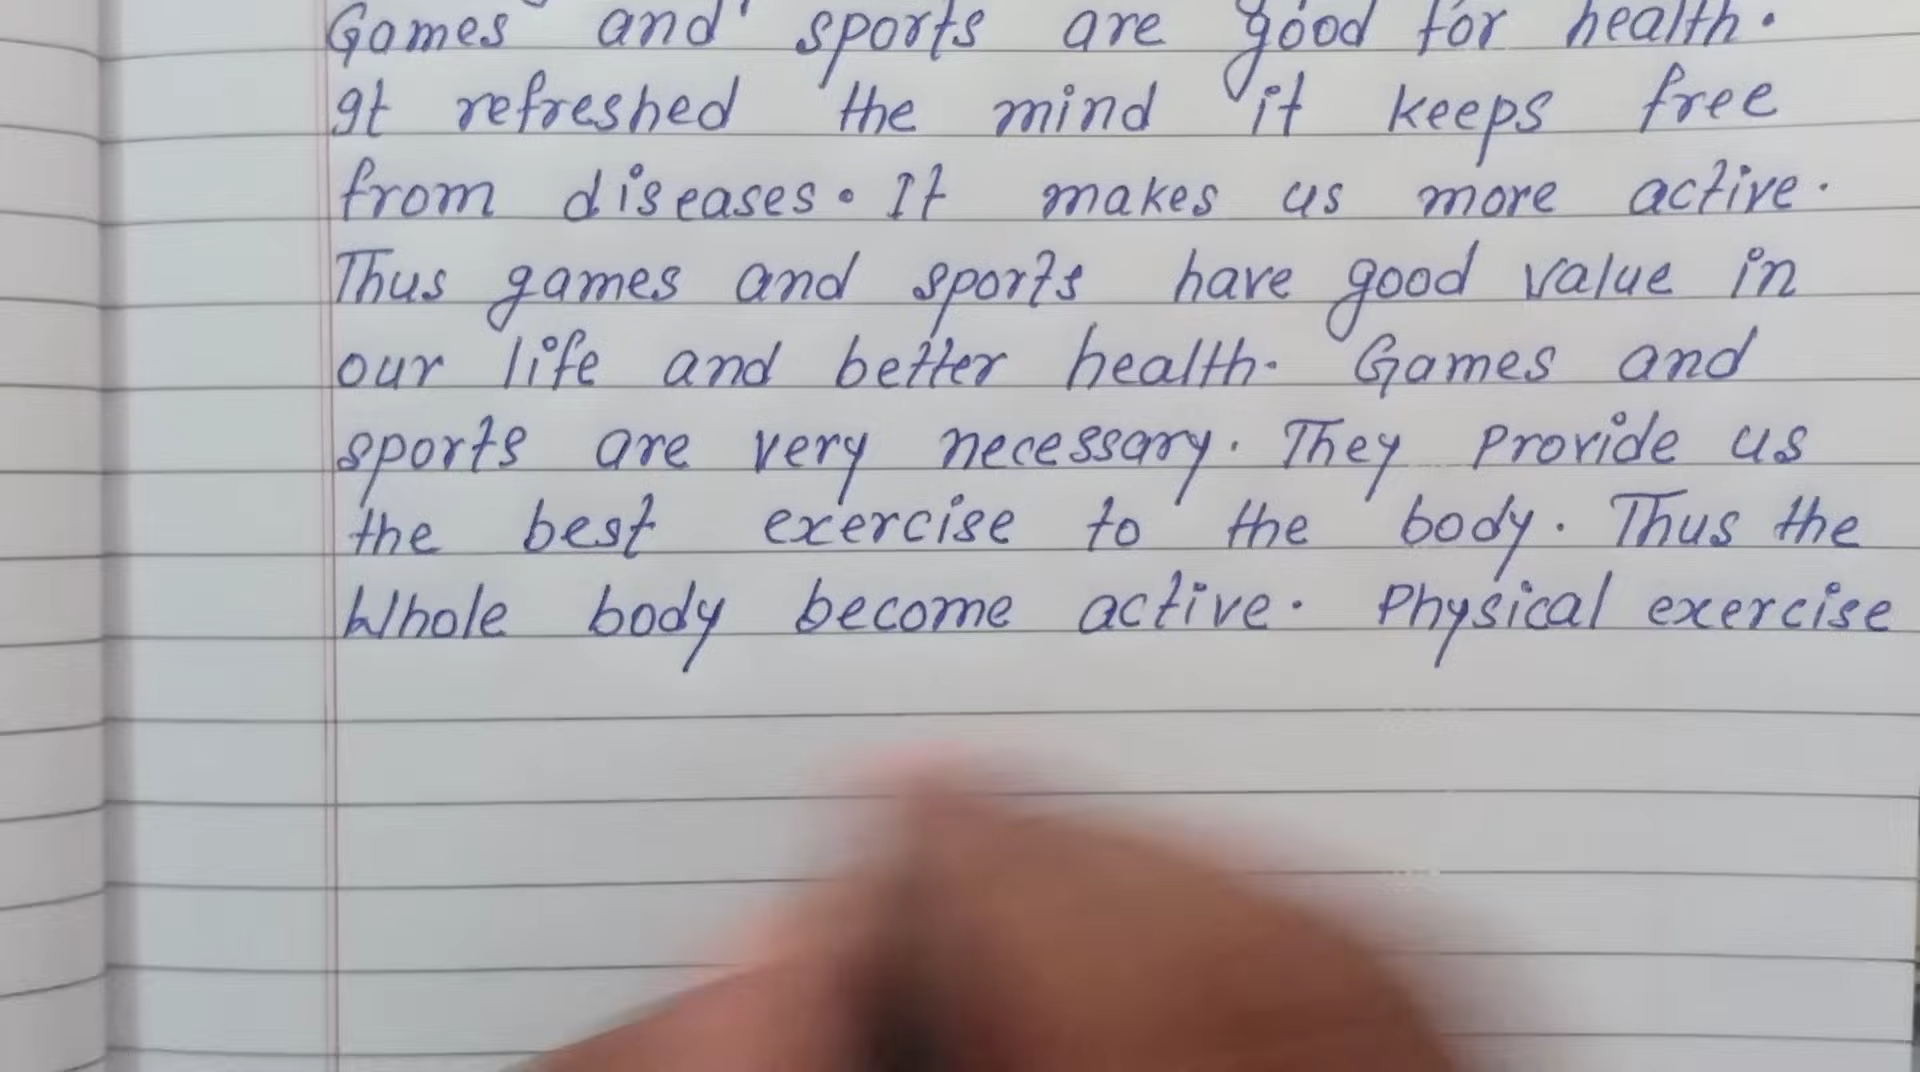 Games and sports are good for health.
It refreshed the mind it keeps free
from diseases. It makes us more active.
Thus games and sports have good value in
our life and better health. Games and
sports are very necessary. They Provide us
the best exercise to the body. Thus the
Whole body become active. Physical exercise